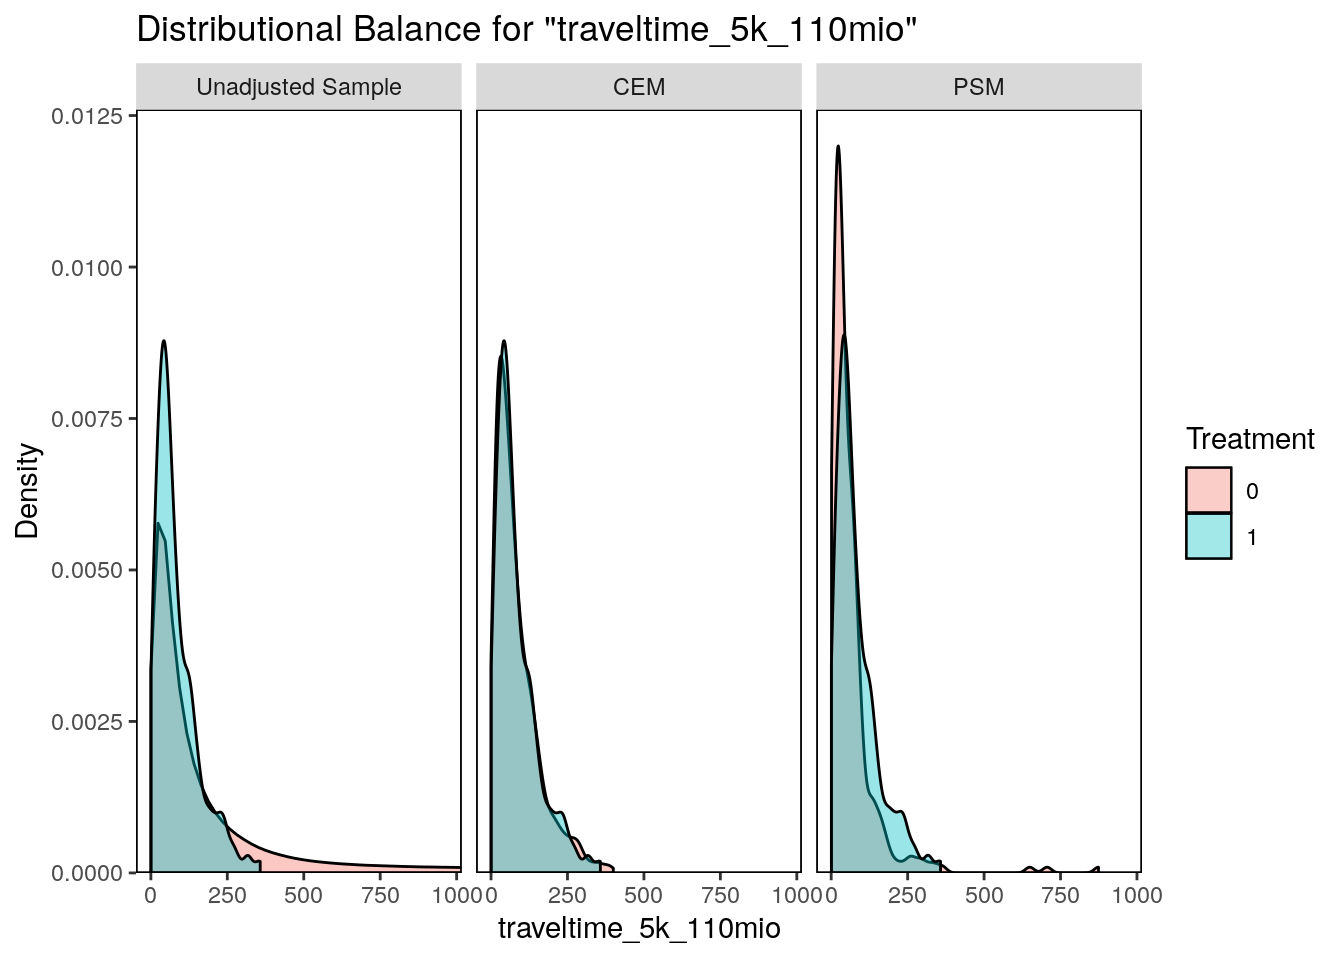 Distributional Balance for "traveltime_5k_110mio"
Unadjusted Sample
CEM
PSM
Density
0.0125
0.0100
0.0075
0.0050
0.0025
0.0000
0 250 500 750 1000
0 250 500 750 1000
0 250 500 750 1000
traveltime_5k_110mio
Treatment
0
1